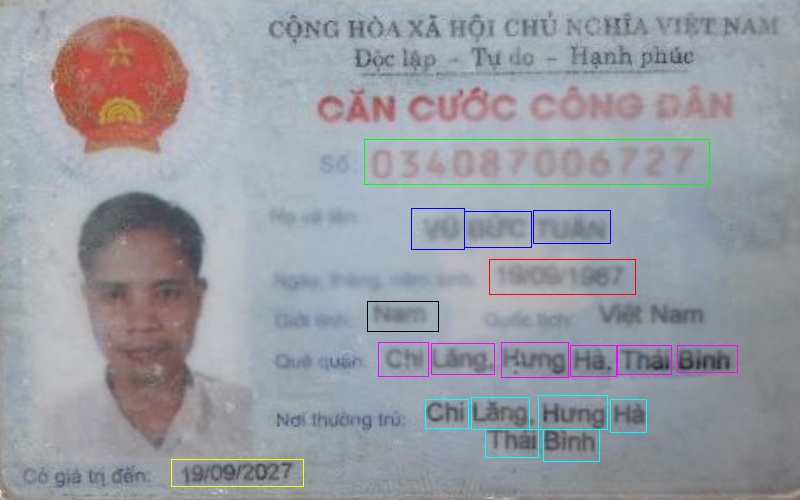 CỘNG HÒA XÃ HỘI CHỦ NGHĨA VIỆT NAM
Độc lập - Tự do - Hạnh phúc
CĂN CƯỚC CÔNG DÂN
Số: 034087006727
Họ và tên: VŨ ĐỨC TUÂN
Ngày, tháng, năm sinh: 19/09/1987
Giới tính: Nam Quốc tịch: Việt Nam
Quê quán: Chi Lăng, Hưng Hà, Thái Bình
Nơi thường trú: Chi Lăng, Hưng Hà
Thái Bình
Có giá trị đến: 19/09/2027